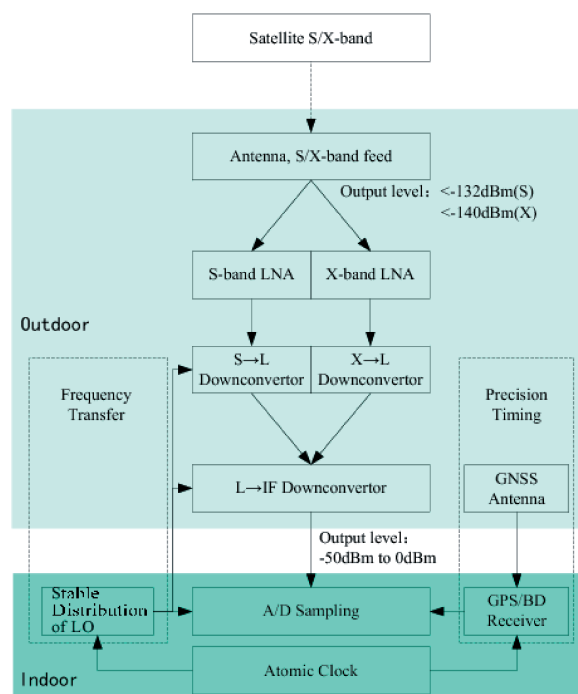 Satellite S/X-band
Antenna, S/X-band feed
Output level: <-132dBm(S)
<-140dBm(X)
S-band LNA
X-band LNA
Outdoor
S→L
Downconvertor
X→L
Downconvertor
Frequency
Transfer
Precision
Timing
L→IF Downconvertor
GNSS
Antenna
Output level:
-50dBm to 0dBm
Stable
Distribution
of LO
A/D Sampling
GPS/BD
Receiver
Atomic Clock
Indoor